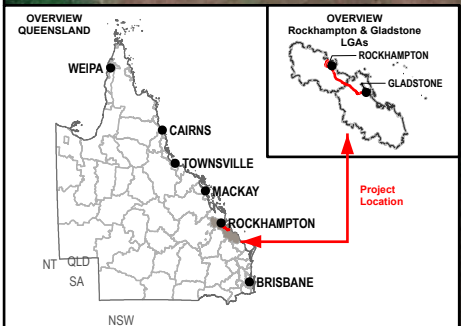 OVERVIEW
QUEENSLAND
WEIPA
CAIRNS
TOWNSVILLE
MACKAY
ROCKHAMPTON
BRISBANE
NT
QLD
SA
NSW
OVERVIEW
Rockhampton & Gladstone
LGAs
ROCKHAMPTON
GLADSTONE
Project
Location